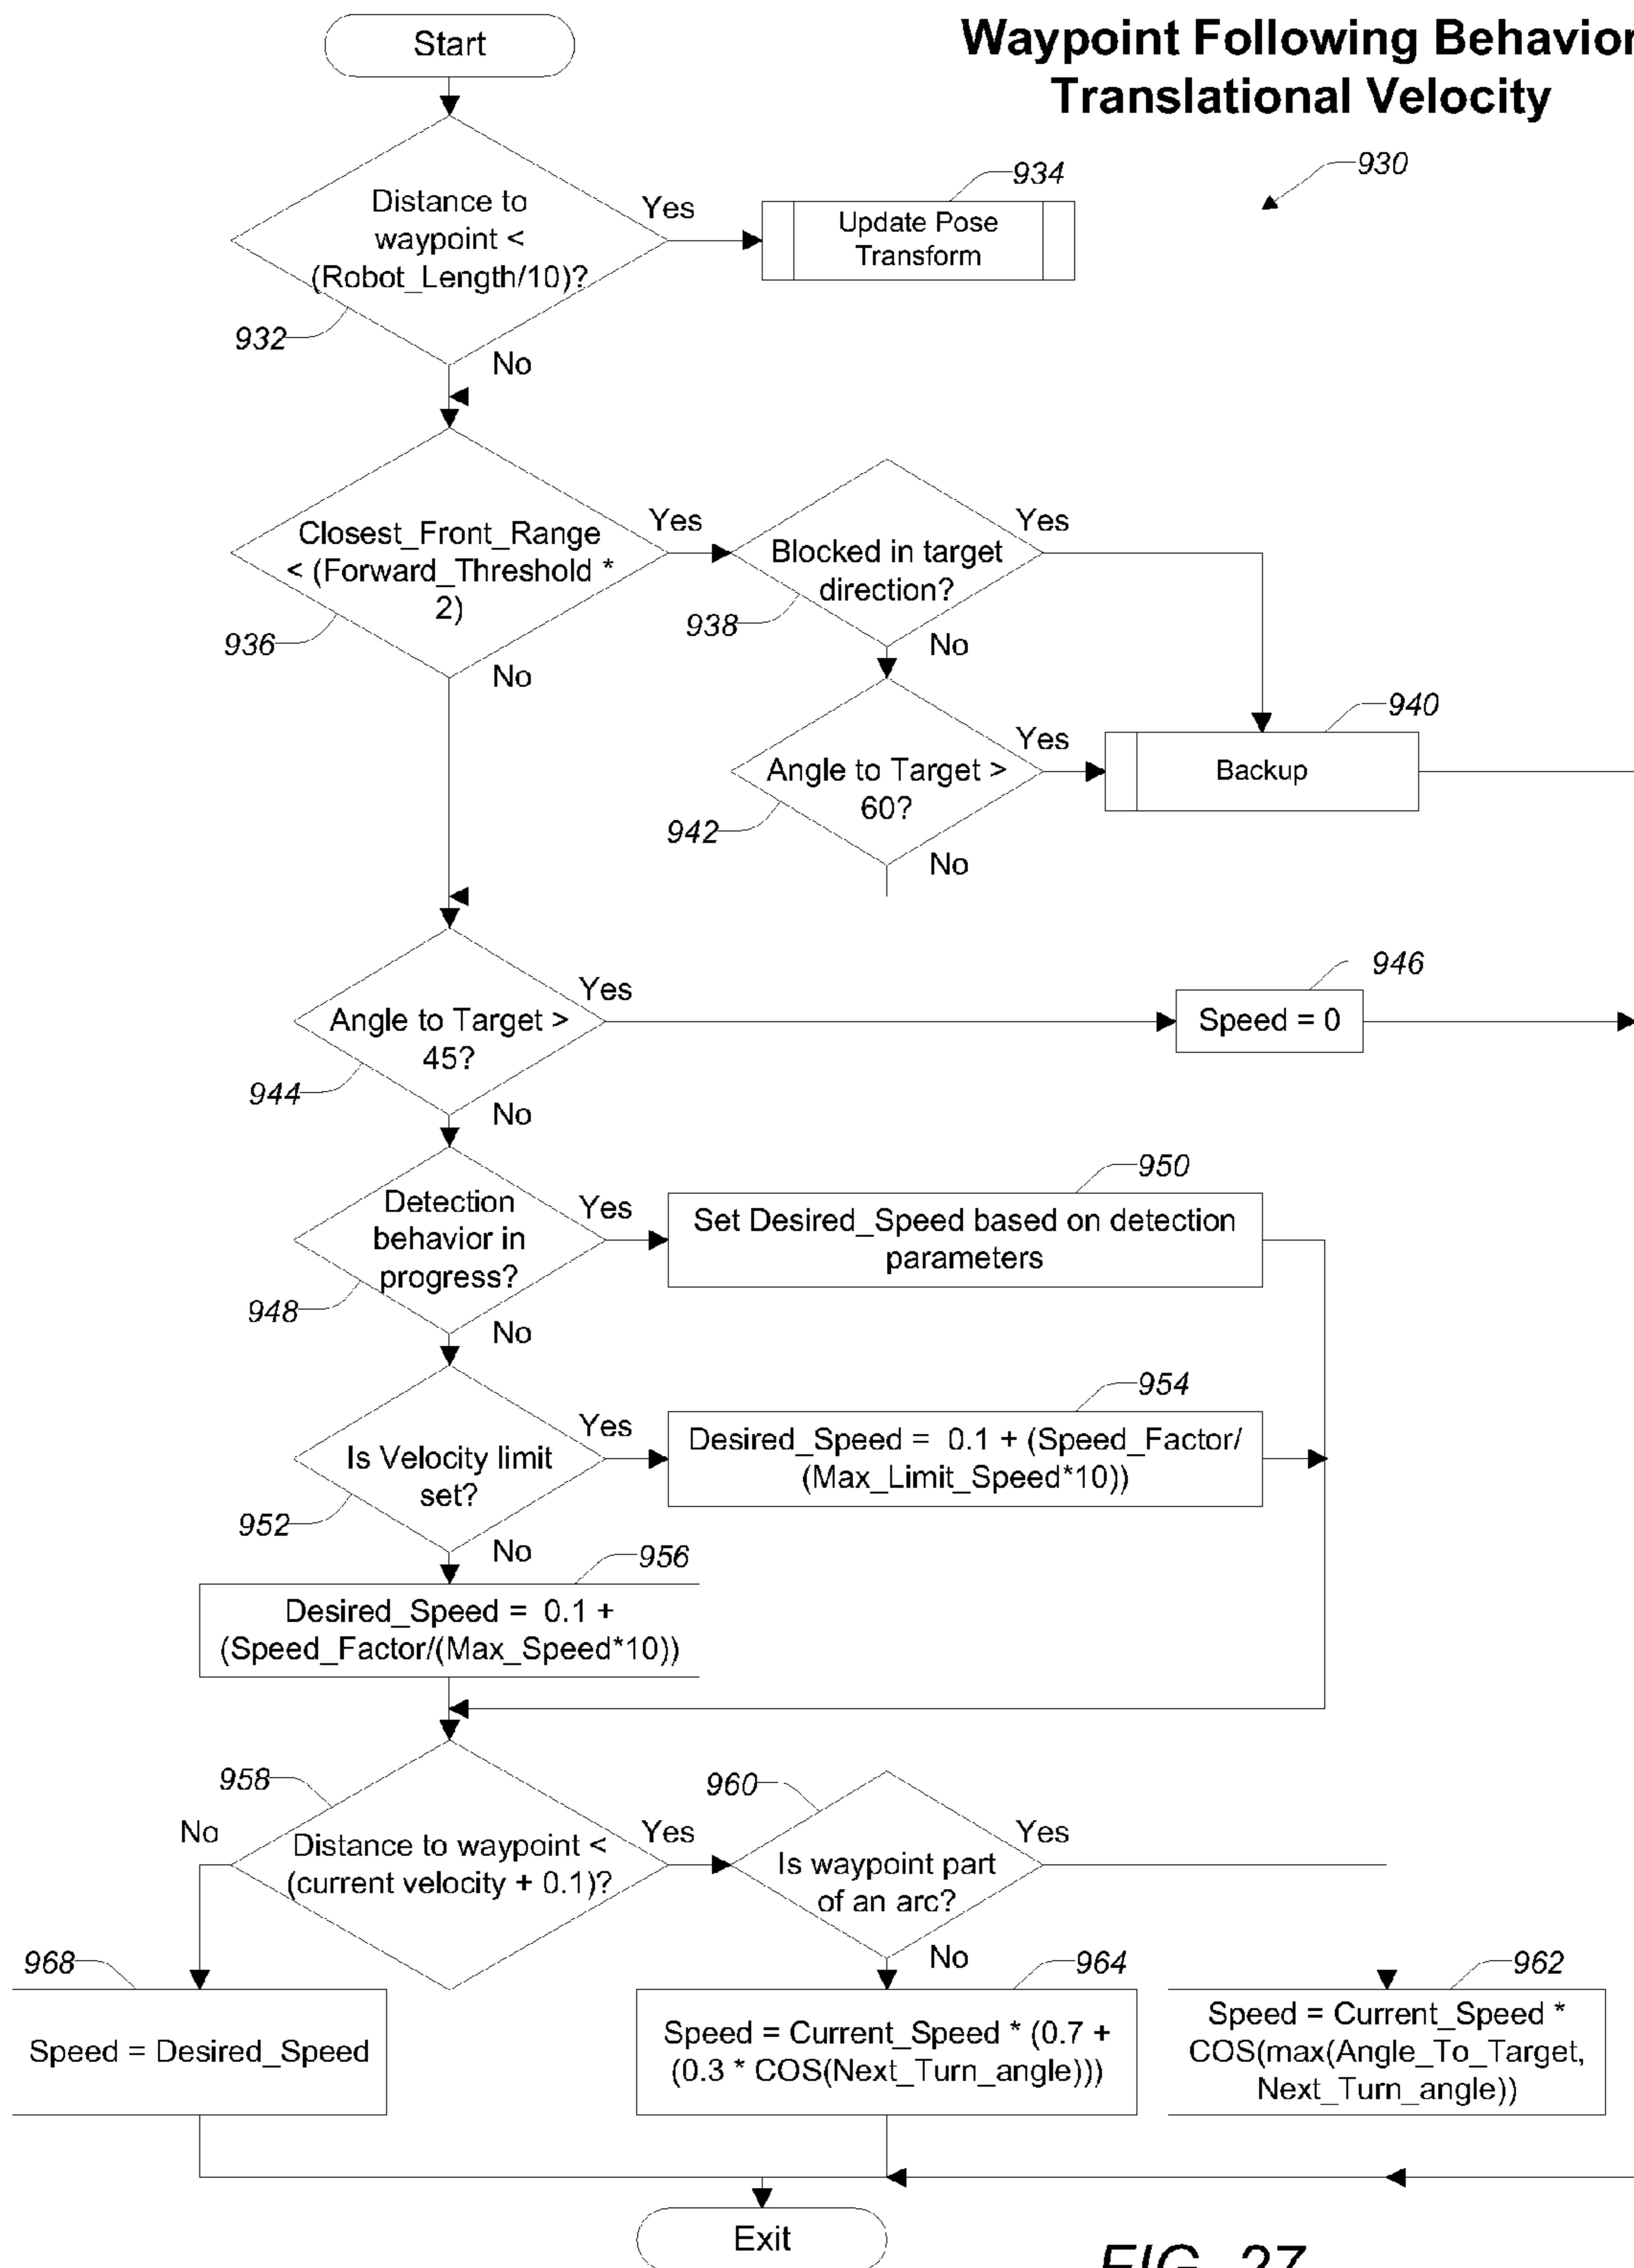 Waypoint Following Behavior
Translational Velocity
Start
930
934
Distance to
waypoint <
(Robot_Length/10)?
Yes
Update Pose
Transform
932
No
Closest_Front_Range
< (Forward_Threshold *
2)
Yes
Blocked in target
direction?
Yes
936
938
No
No
940
Angle to Target >
60?
Yes
Backup
942
No
946
Angle to Target >
45?
Yes
Speed = 0
944
No
950
Detection
behavior in
progress?
Yes
Set Desired_Speed based on detection
parameters
948
No
954
Is Velocity limit
set?
Yes
Desired_Speed = 0.1 + (Speed_Factor/
(Max_Limit_Speed*10))
952
No
956
Desired_Speed = 0.1 +
(Speed_Factor/(Max_Speed*10))
958
960
No
Distance to waypoint <
(current velocity + 0.1)?
Yes
Is waypoint part
of an arc?
Yes
No
968
964
962
Speed = Desired_Speed
Speed = Current_Speed * (0.7 +
(0.3 * COS(Next_Turn_angle)))
Speed = Current_Speed *
COS(max(Angle_To_Target,
Next_Turn_angle))
Exit
FIG. 27